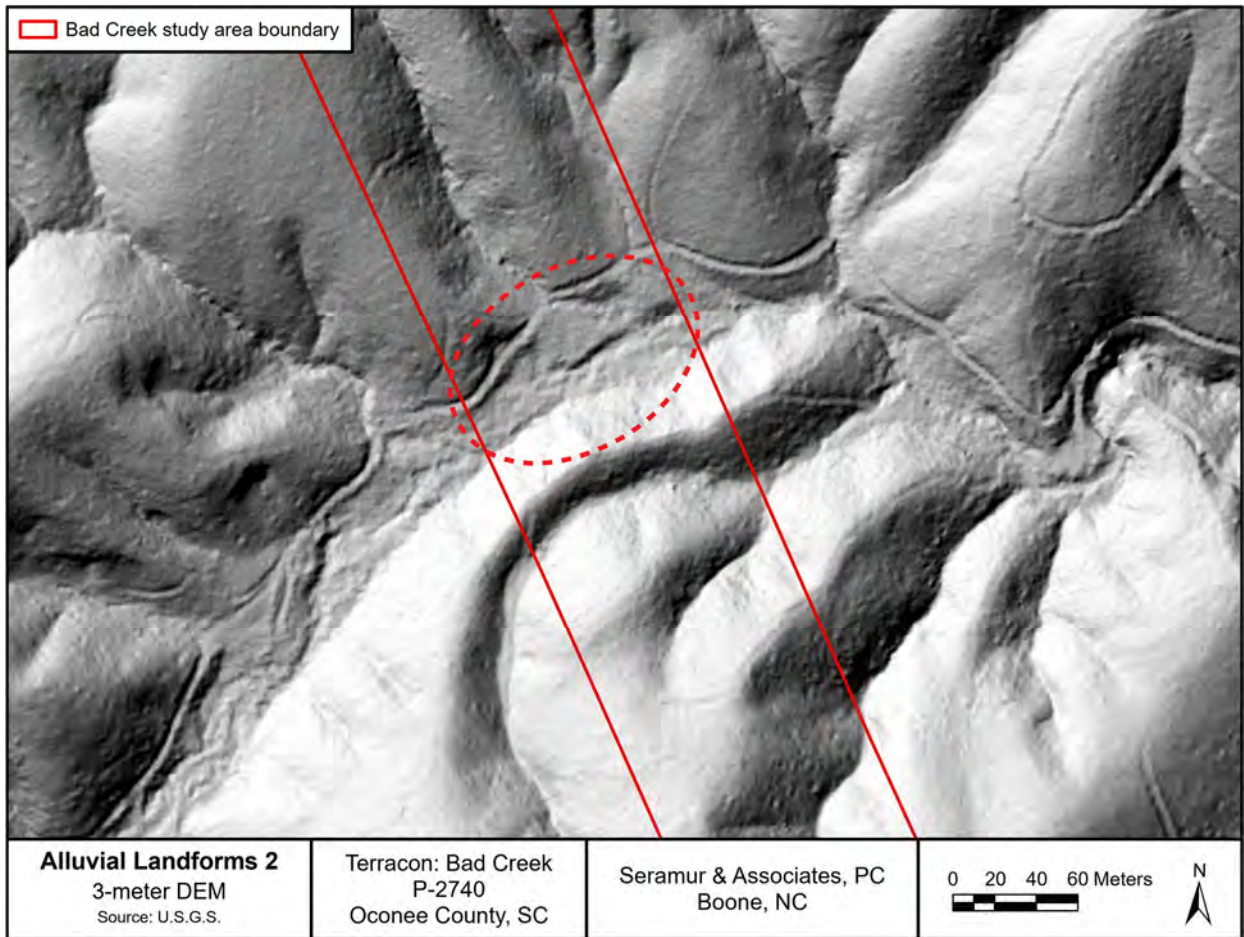 Bad Creek study area boundary
Alluvial Landforms 2
3-meter DEM
Source: U.S.G.S.
Terracon: Bad Creek
P-2740
Oconee County, SC
Seramur & Associates, PC
Boone, NC
0 20 40 60 Meters
N